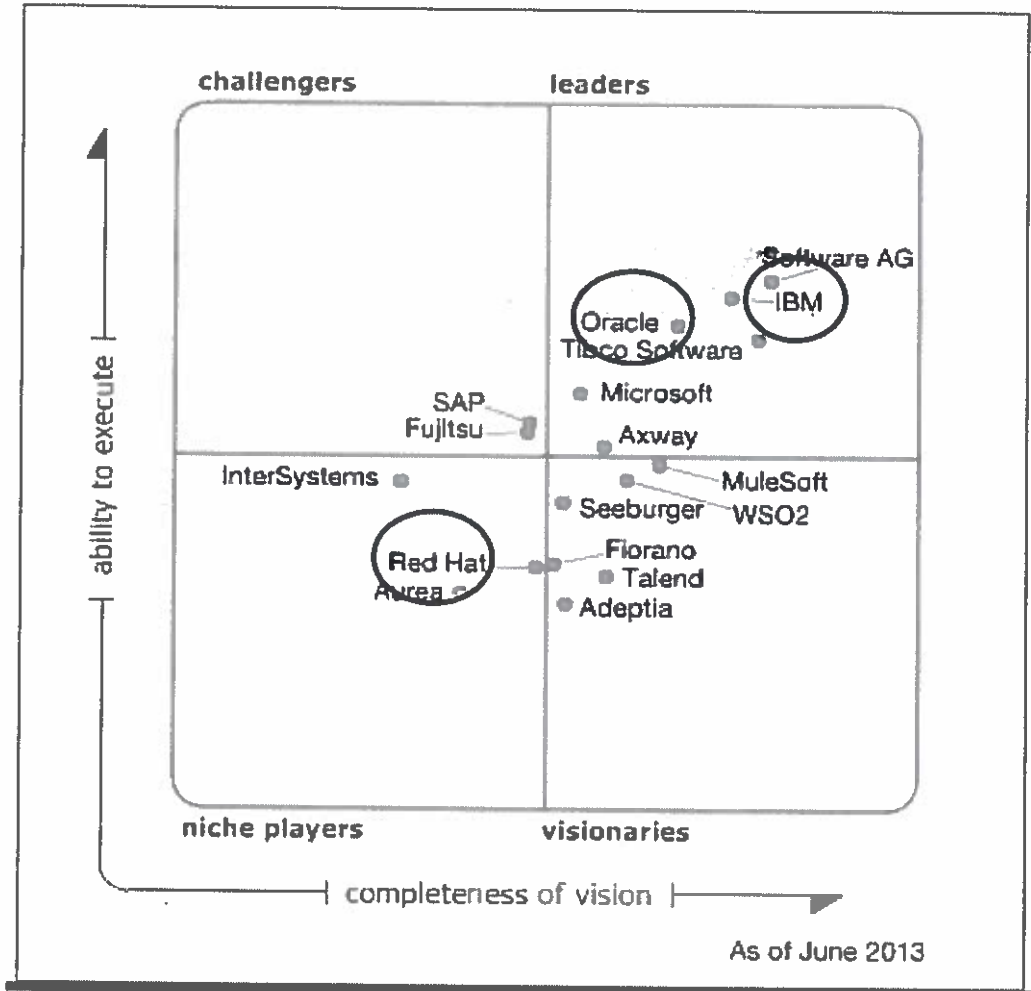 challengers
leaders
Software AG
IBM
Oracle
Tibco Software
Microsoft
SAP
Fujitsu
Axway
InterSystems
MuleSoft
Seeburger
WSO2
Fiorano
Red Hat
Talend
Aurea
Adeptia
ability to execute
niche players
visionaries
completeness of vision
As of June 2013